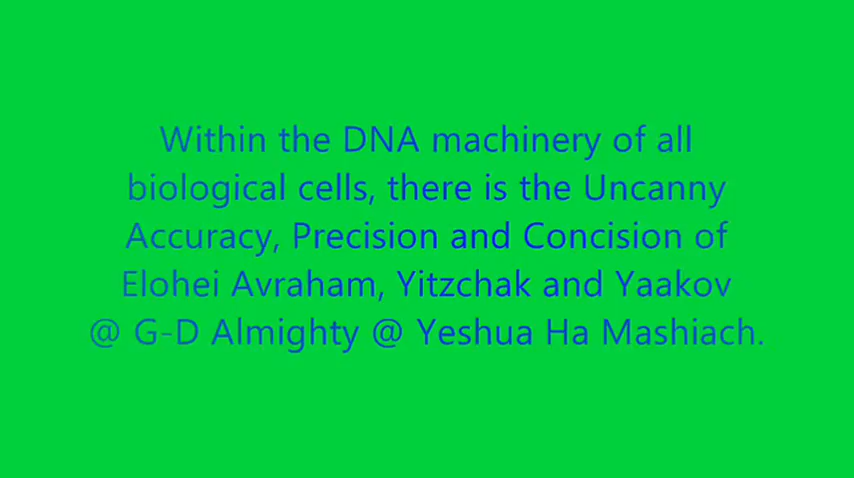 Within the DNA machinery of all
biological cells, there is the Uncanny
Accuracy, Precision and Concision of
Elohei Avraham, Yitzchak and Yaakov
@ G-D Almighty @ Yeshua Ha Mashiach.